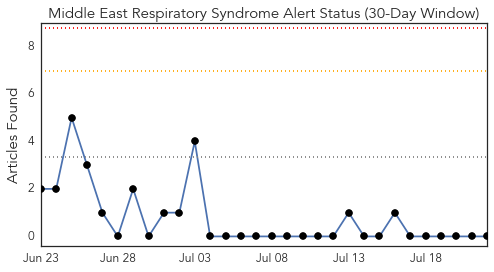 Middle East Respiratory Syndrome Alert Status (30-Day Window)
Articles Found
8
6
4
2
0
Jun 23 Jun 28 Jul 03 Jul 08 Jul 13 Jul 18